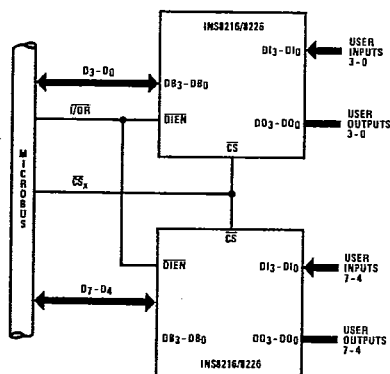 INS8216/8226
DI3-DI0
USER
INPUTS
3-0
D3-D0
DB3-DB0
I/OR
DIEN
DO3-DO0
USER
OUTPUTS
3-0
CS
MICROBUS
CSX
CS
DIEN
DI3-DI0
USER
INPUTS
7-4
D7-D4
DB3-DB0
DO3-DO0
USER
OUTPUTS
7-4
INS8216/8226